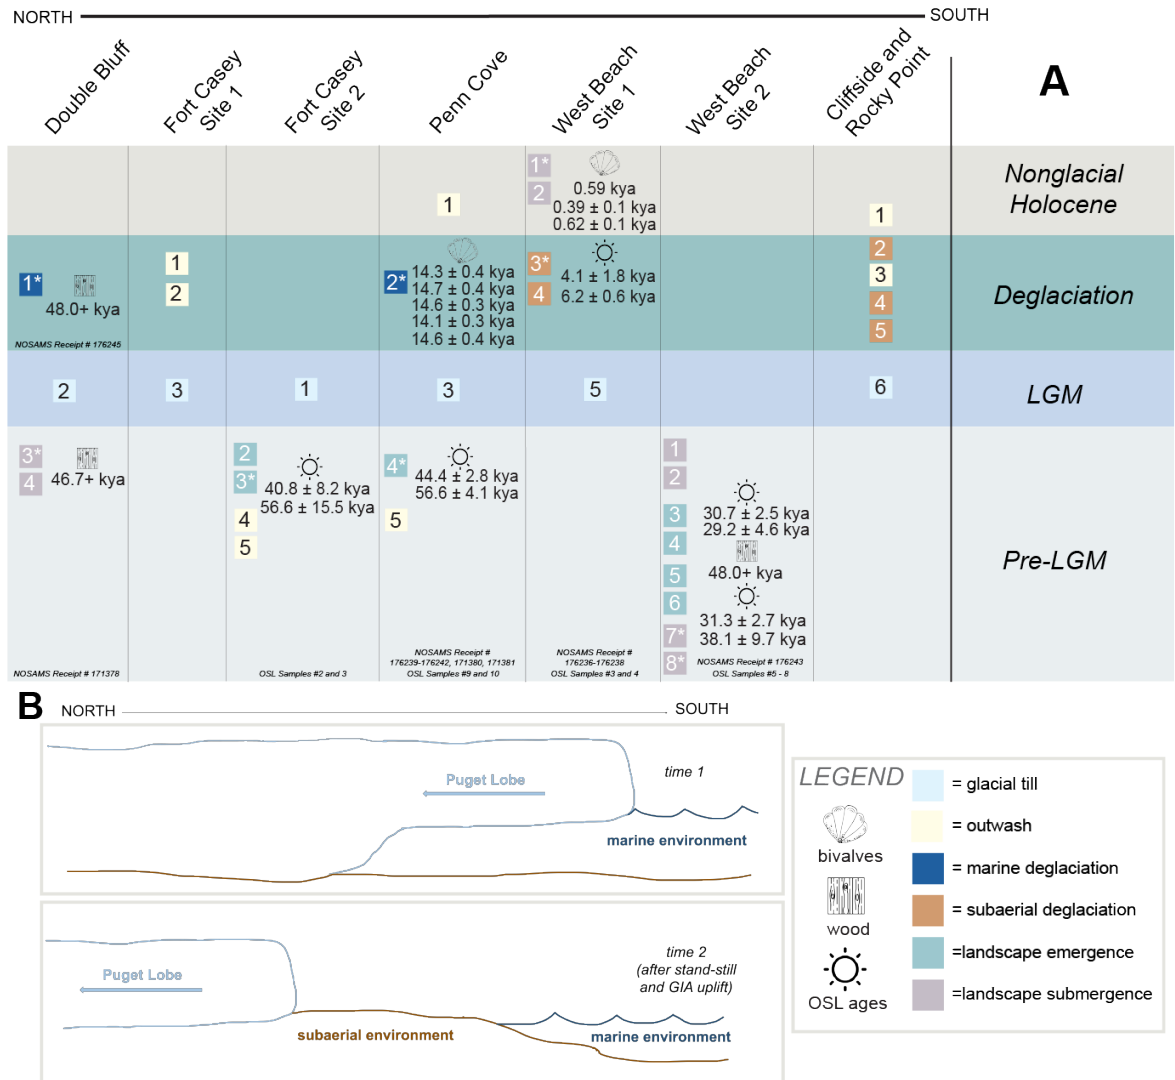 NORTH
SOUTH
Double Bluff
Fort Casey
Site 1
Fort Casey
Site 2
Penn Cove
West Beach
Site 1
West Beach
Site 2
Cliffside and
Rocky Point
A
Nonglacial
Holocene
1
1*
2
0.59 kya
0.39 ± 0.1 kya
0.62 ± 0.1 kya
1
Deglaciation
1*
48.0+ kya
NOSAMS Receipt # 176245
1
2
2*
14.3 ± 0.4 kya
14.7 ± 0.4 kya
14.6 ± 0.3 kya
14.1 ± 0.3 kya
14.6 ± 0.4 kya
3*
4
4.1 ± 1.8 kya
6.2 ± 0.6 kya
2
3
4
5
LGM
2
3
1
3
5
6
Pre-LGM
3*
4
46.7+ kya
NOSAMS Receipt # 171378
2
3*
4
5
40.8 ± 8.2 kya
56.6 ± 15.5 kya
OSL Samples #2 and 3
4*
5
44.4 ± 2.8 kya
56.6 ± 4.1 kya
NOSAMS Receipt #
176239-176242, 171380, 171381
OSL Samples #9 and 10
NOSAMS Receipt #
176236-176238
OSL Samples #3 and 4
1
2
3
4
5
6
7*
8*
30.7 ± 2.5 kya
29.2 ± 4.6 kya
48.0+ kya
31.3 ± 2.7 kya
38.1 ± 9.7 kya
NOSAMS Receipt # 176243
OSL Samples #5 - 8
B
NORTH
SOUTH
Puget Lobe
time 1
marine environment
Puget Lobe
time 2
(after stand-still
and GIA uplift)
subaerial environment
marine environment
LEGEND
bivalves
wood
OSL ages
= glacial till
= outwash
= marine deglaciation
= subaerial deglaciation
=landscape emergence
=landscape submergence